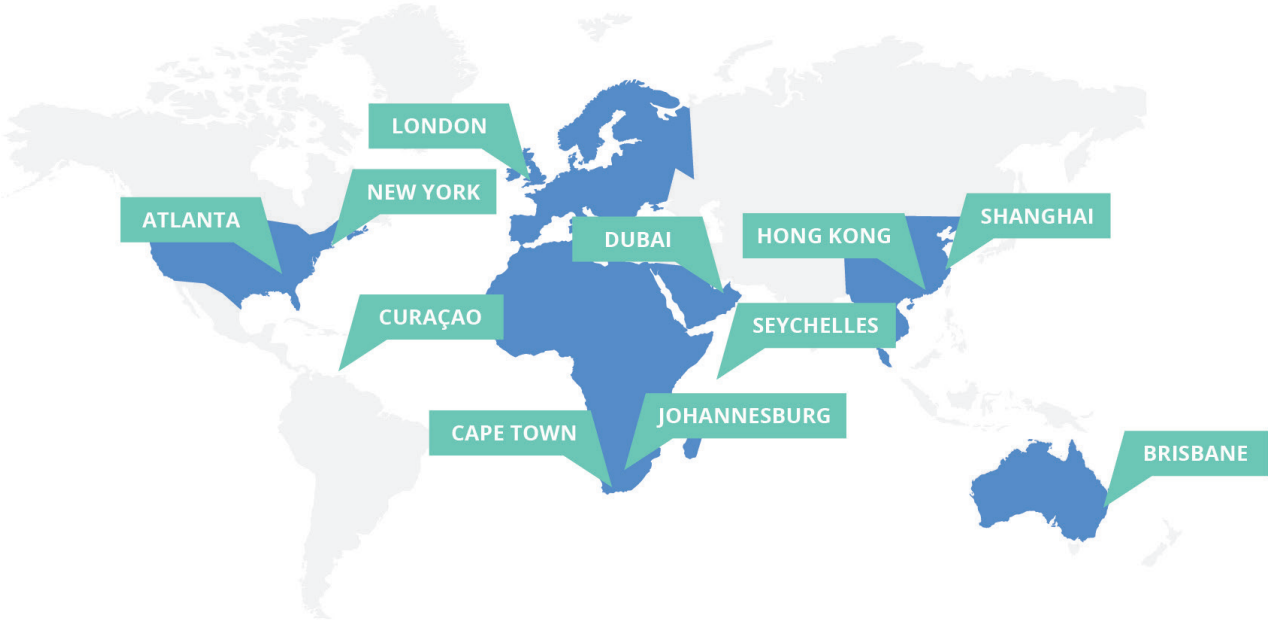 LONDON
NEW YORK
ATLANTA
SHANGHAI
HONG KONG
DUBAI
CURAÇAO
SEYCHELLES
JOHANNESBURG
CAPE TOWN
BRISBANE